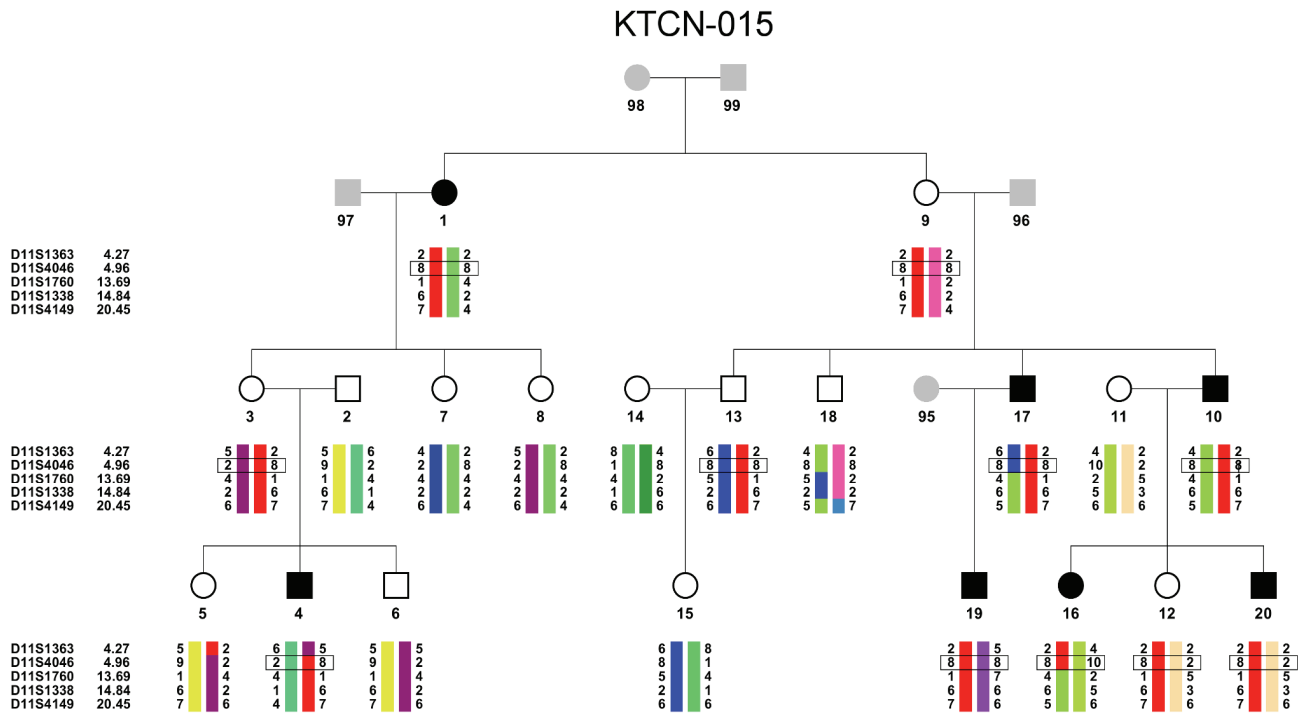 KTCN-015
98 99
97 1 9 96
D11S1363 4.27 2 2 2 2
D11S4046 4.96 8 8 8 8
D11S1760 13.69 1 4 1 2
D11S1338 14.84 6 2 6 2
D11S4149 20.45 7 4 7 4
3 2 7 8 14 13 18 95 17 11 10
D11S1363 4.27 5 2 5 6 4 2 5 2 8 4 6 2 4 2 6 2 4 2 4 2
D11S4046 4.96 2 8 9 2 2 8 2 8 1 8 8 8 8 8 8 8 10 2 8 8
D11S1760 13.69 4 1 1 4 4 4 4 4 4 2 5 1 5 2 4 1 2 5 4 1
D11S1338 14.84 2 6 6 1 2 2 2 2 1 6 2 6 2 2 6 6 5 3 6 6
D11S4149 20.45 6 7 7 4 6 4 6 4 6 6 6 7 5 7 5 7 6 6 5 7
5 4 6 15 19 16 12 20
D11S1363 4.27 5 2 6 5 5 5 6 8 2 5 2 4 2 2 2 2
D11S4046 4.96 9 2 2 8 9 2 8 1 8 8 8 10 8 2 8 2
D11S1760 13.69 1 4 4 1 1 4 5 4 1 7 4 2 1 5 1 5
D11S1338 14.84 6 2 1 6 6 2 2 1 6 6 6 5 6 3 6 3
D11S4149 20.45 7 6 4 7 7 6 6 6 7 6 5 6 7 6 7 6